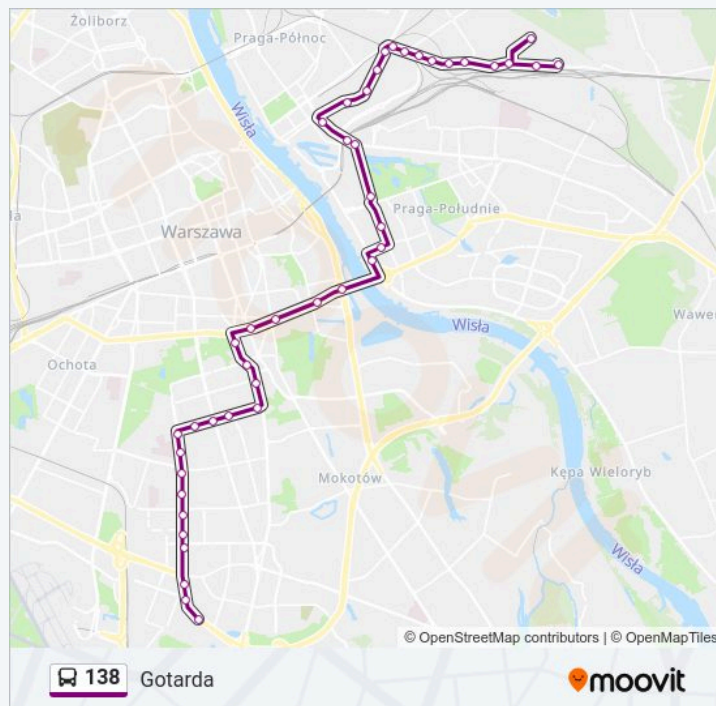 Żoliborz
Praga-Północ
Wisła
Praga-Południe
Warszawa
Wisła
Wawer
Ochota
Mokotów
Kępa Wieloryb
Wisła
© OpenStreetMap contributors | © OpenMapTiles
138 Gotarda
moovit